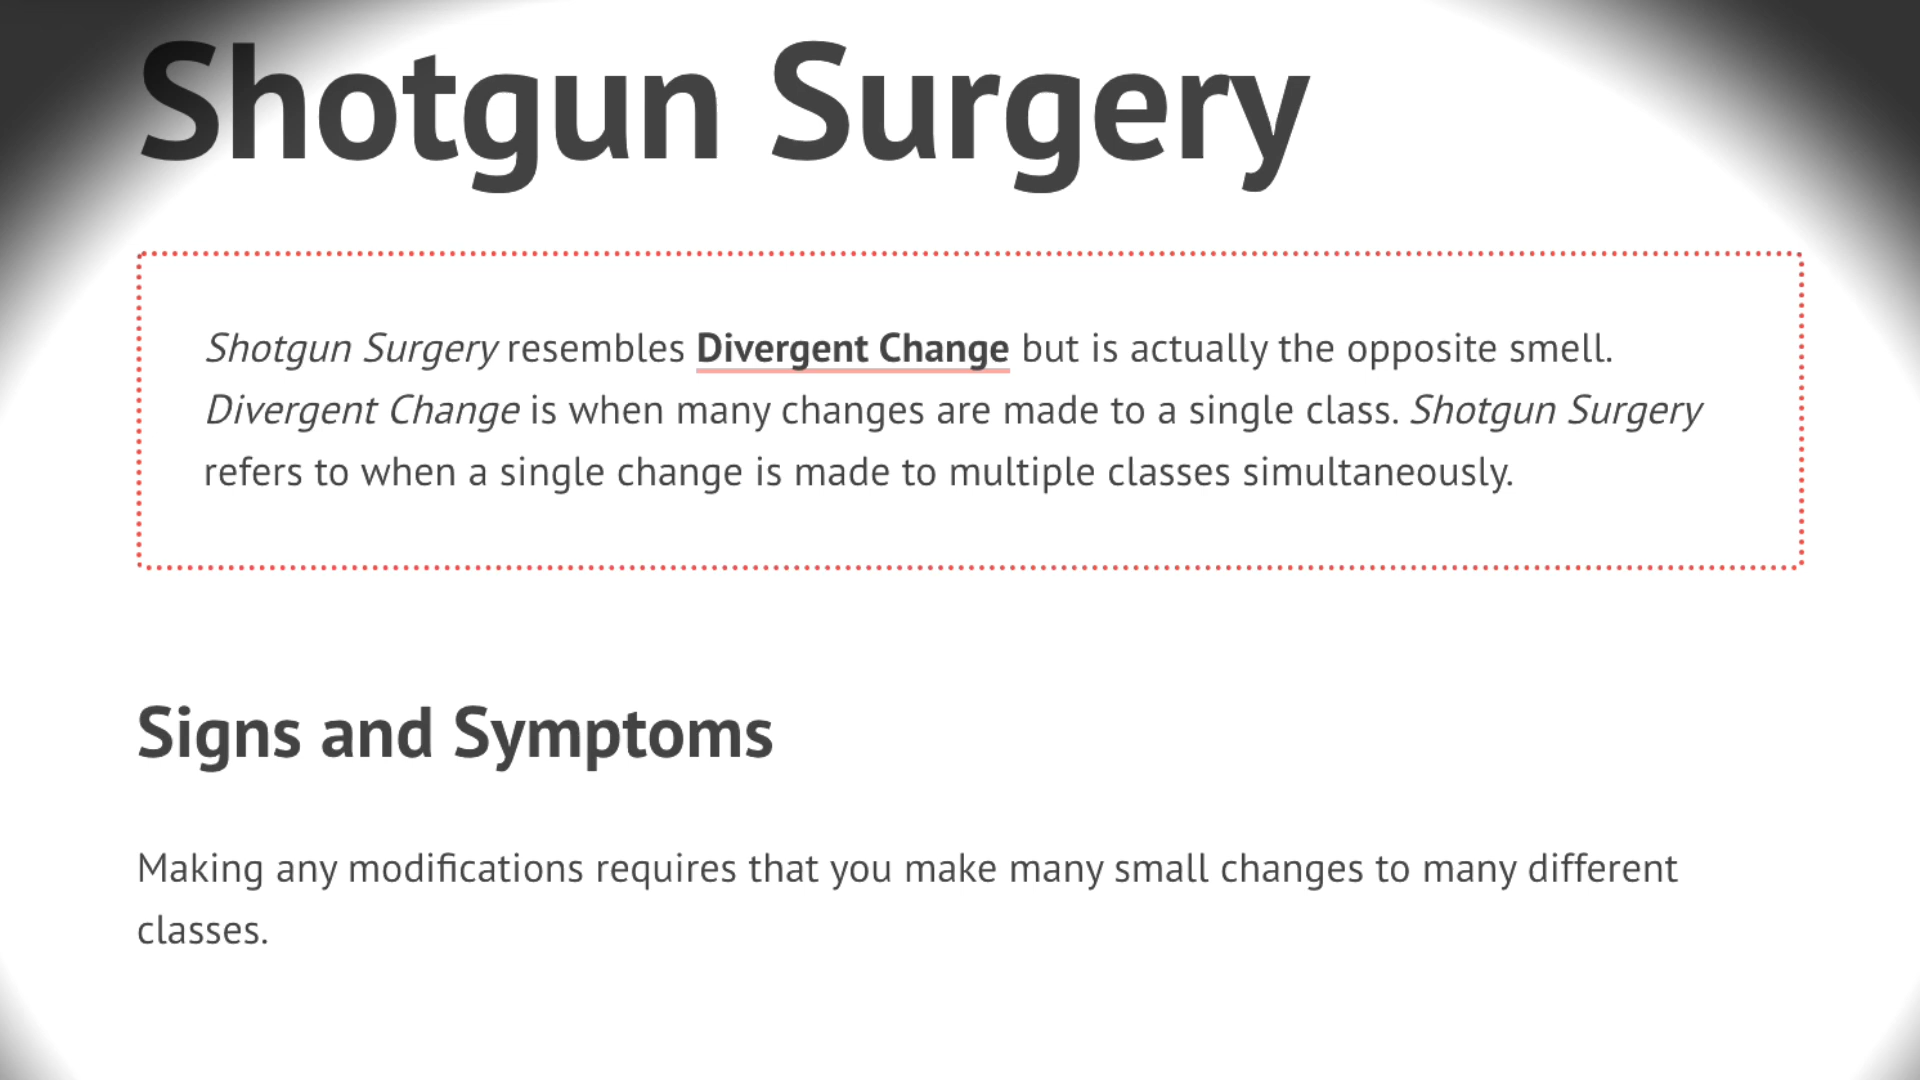 Shotgun Surgery
Shotgun Surgery resembles Divergent Change but is actually the opposite smell.
Divergent Change is when many changes are made to a single class. Shotgun Surgery
refers to when a single change is made to multiple classes simultaneously.
Signs and Symptoms
Making any modifications requires that you make many small changes to many different
classes.